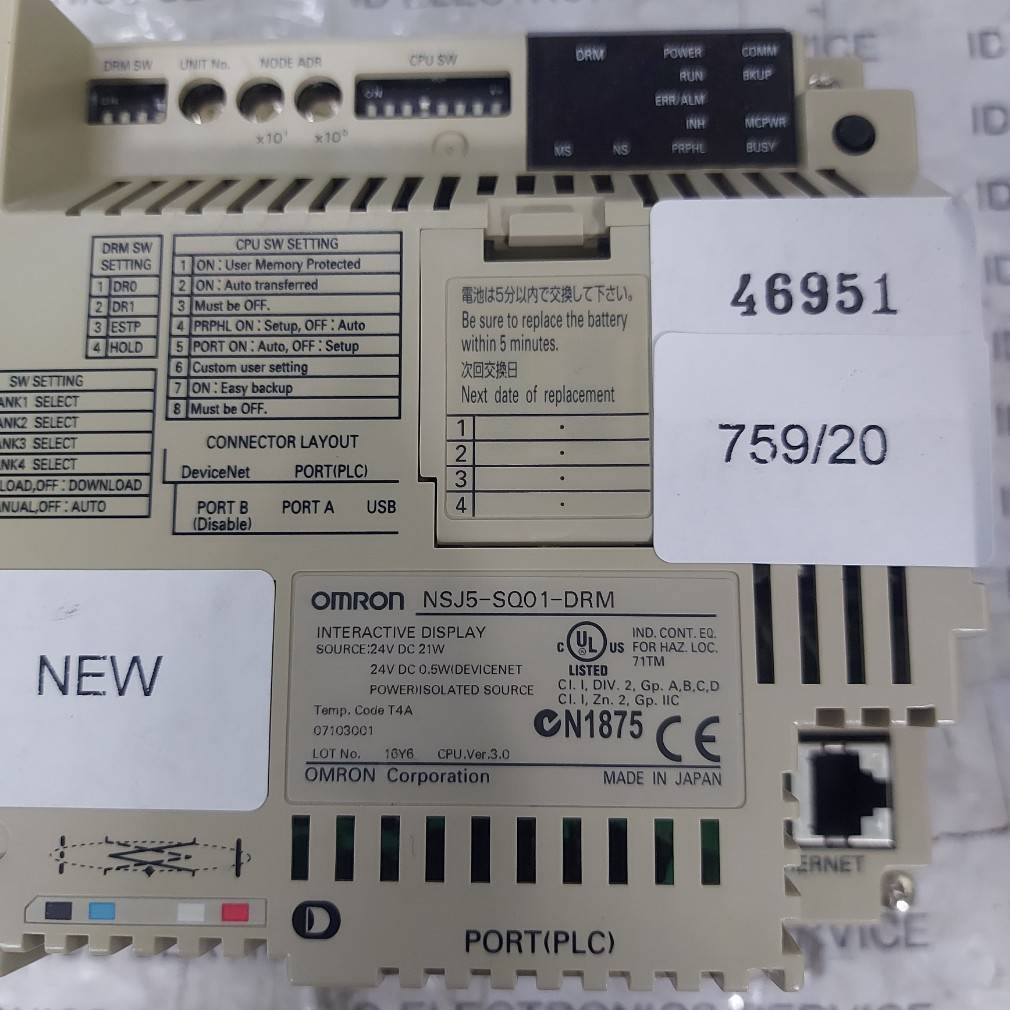 ICE
ID
DRM SW
UNIT No.
NODE ADR
CPU SW
ON
ON
×10¹
×10⁰
DRM
POWER
COMM
RUN
BKUP
ERR/ALM
INH
MCPWR
MS
NS
PRPHL
BUSY
DRM SW
SETTING
1 DR0
2 DR1
3 ESTP
4 HOLD
CPU SW SETTING
1 ON : User Memory Protected
2 ON : Auto transferred
3 Must be OFF.
4 PRPHL ON : Setup, OFF : Auto
5 PORT ON : Auto, OFF : Setup
6 Custom user setting
7 ON : Easy backup
8 Must be OFF.
SW SETTING
ANK1 SELECT
ANK2 SELECT
ANK3 SELECT
ANK4 SELECT
LOAD,OFF : DOWNLOAD
ANUAL,OFF : AUTO
CONNECTOR LAYOUT
DeviceNet PORT(PLC)
PORT B PORT A USB
(Disable)
電池は5分以内で交換して下さい。
Be sure to replace the battery
within 5 minutes.
次回交換日
Next date of replacement
1 ・
2 ・
3 ・
4 ・
46951
759/20
NEW
OMRON NSJ5-SQ01-DRM
INTERACTIVE DISPLAY
SOURCE:24V DC 21W
24V DC 0.5W(DEVICENET
POWER)ISOLATED SOURCE
Temp. Code T4A
07103001
LOT No. 16Y6 CPU.Ver.3.0
OMRON Corporation
C UL US
LISTED
IND. CONT. EQ.
FOR HAZ. LOC.
71TM
Cl. I, DIV. 2, Gp. A,B,C,D
Cl. I, Zn. 2, Gp. IIC
N1875 CE
MADE IN JAPAN
ERNET
D
PORT(PLC)
RVICE